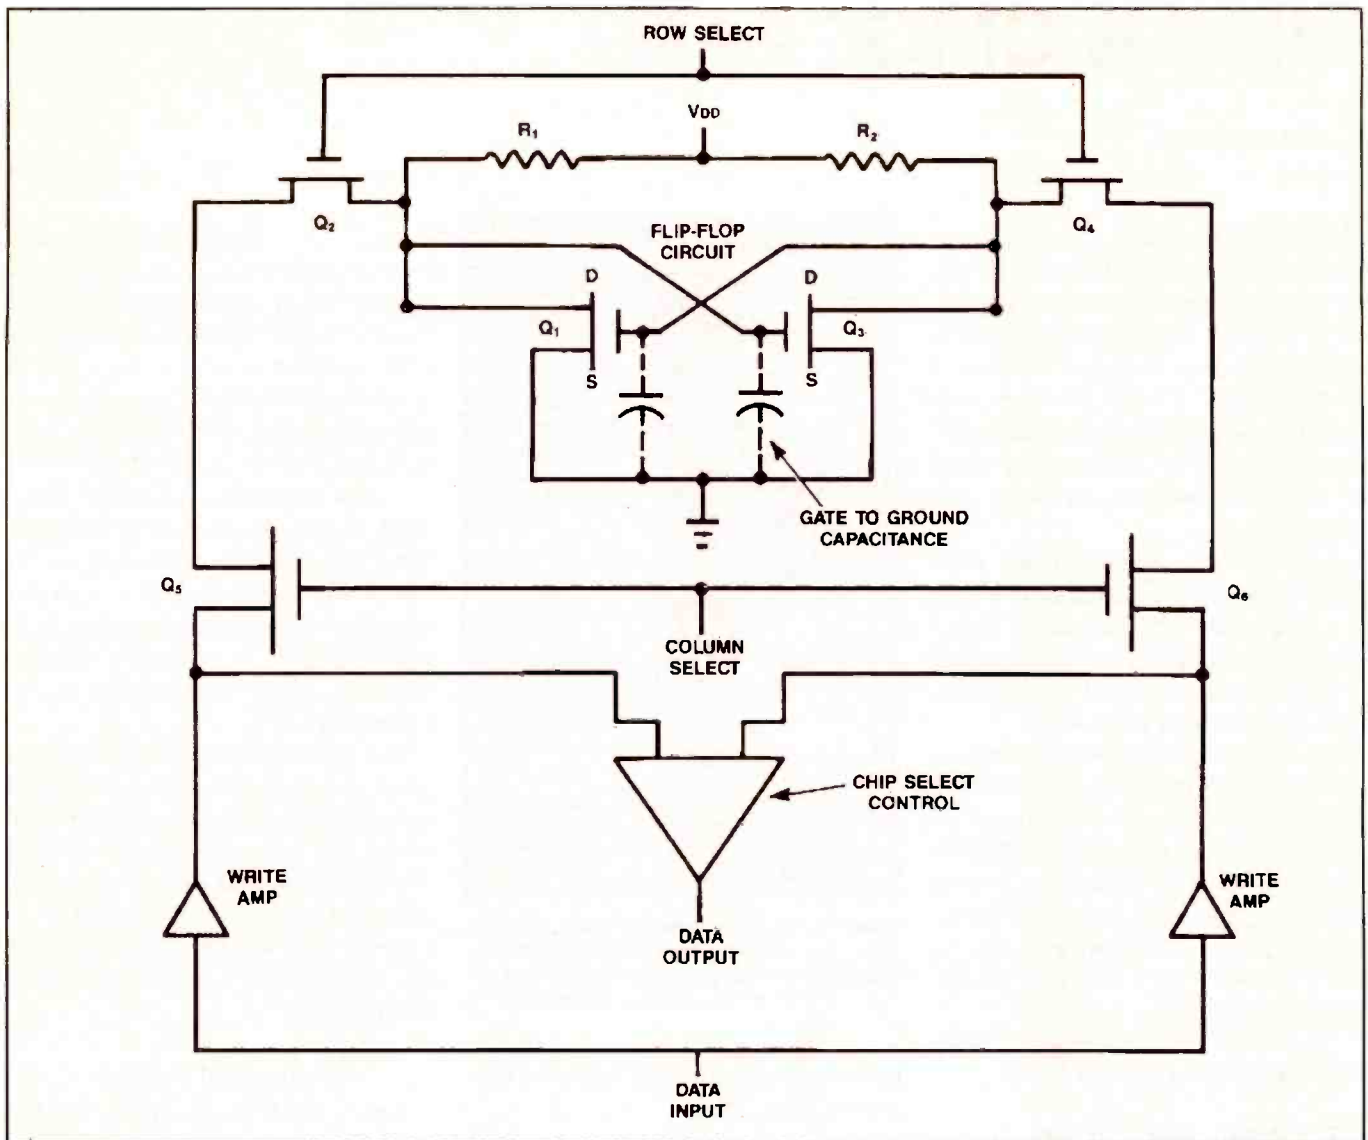 ROW SELECT
VDD
R₁
R₂
Q₂
Q₄
FLIP-FLOP
CIRCUIT
D
D
Q₁
Q₃
S
S
GATE TO GROUND
CAPACITANCE
Q₅
Q₆
COLUMN
SELECT
CHIP SELECT
CONTROL
WRITE
AMP
WRITE
AMP
DATA
OUTPUT
DATA
INPUT